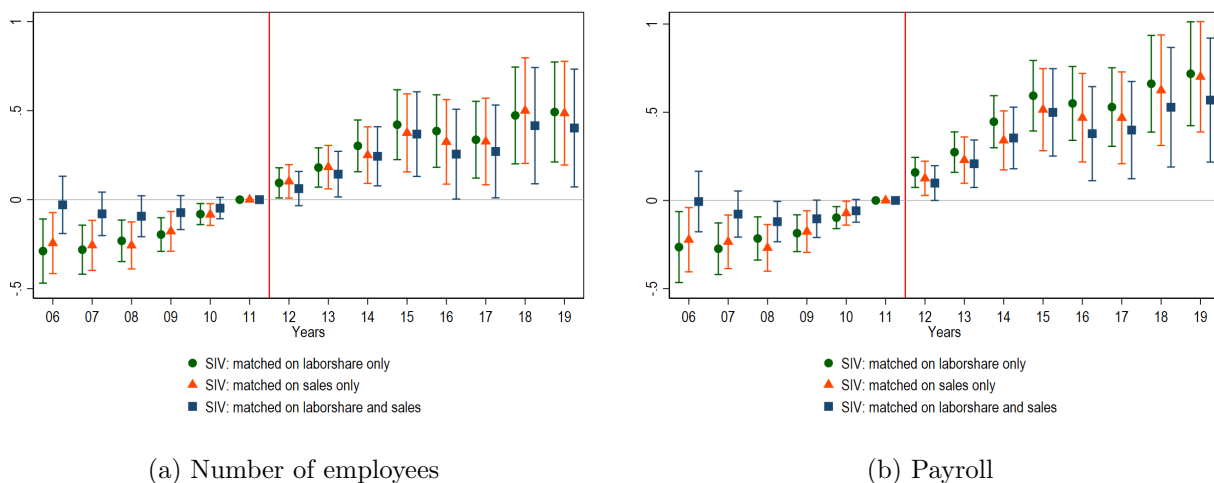 1
.5
0
-.5
06 07 08 09 10 11 12 13 14 15 16 17 18 19
Years
SIV: matched on laborshare only
SIV: matched on sales only
SIV: matched on laborshare and sales
(a) Number of employees
1
.5
0
-.5
06 07 08 09 10 11 12 13 14 15 16 17 18 19
Years
SIV: matched on laborshare only
SIV: matched on sales only
SIV: matched on laborshare and sales
(b) Payroll